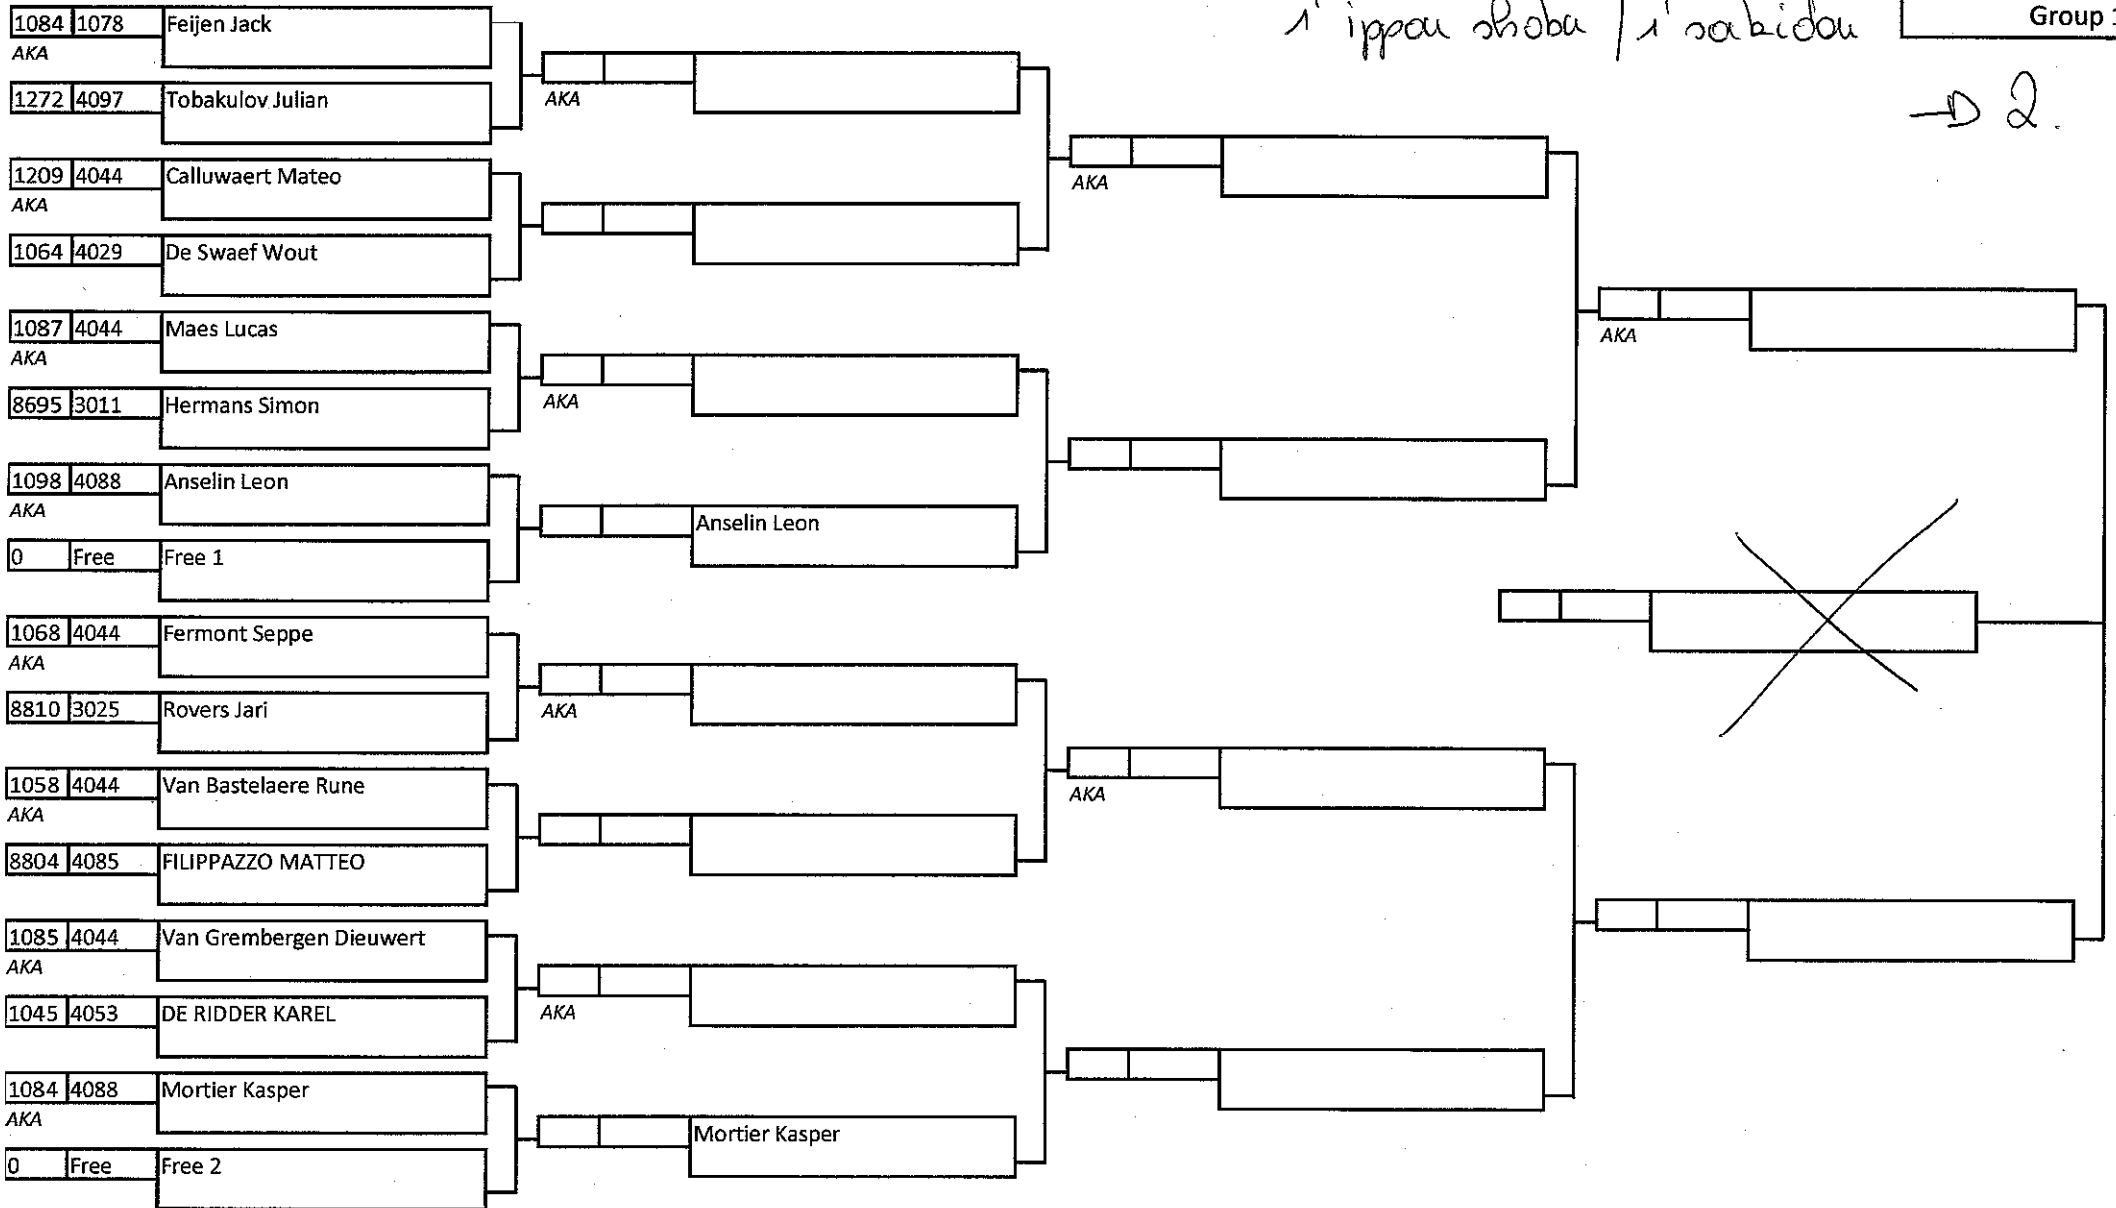 1' ippon shobu / 1' sakidou
Group 1
→ 2.
1084 1078 Feijen Jack
AKA
1272 4097 Tobakulov Julian
AKA
AKA
1209 4044 Calluwaert Mateo
AKA
1064 4029 De Swaef Wout
1087 4044 Maes Lucas
AKA
AKA
8695 3011 Hermans Simon
AKA
1098 4088 Anselin Leon
AKA
Anselin Leon
0 Free Free 1
1068 4044 Fermont Seppe
AKA
8810 3025 Rovers Jari
AKA
1058 4044 Van Bastelaere Rune
AKA
AKA
8804 4085 FILIPPAZZO MATTEO
1085 4044 Van Grembergen Dieuwert
AKA
1045 4053 DE RIDDER KAREL
AKA
1084 4088 Mortier Kasper
AKA
Mortier Kasper
0 Free Free 2